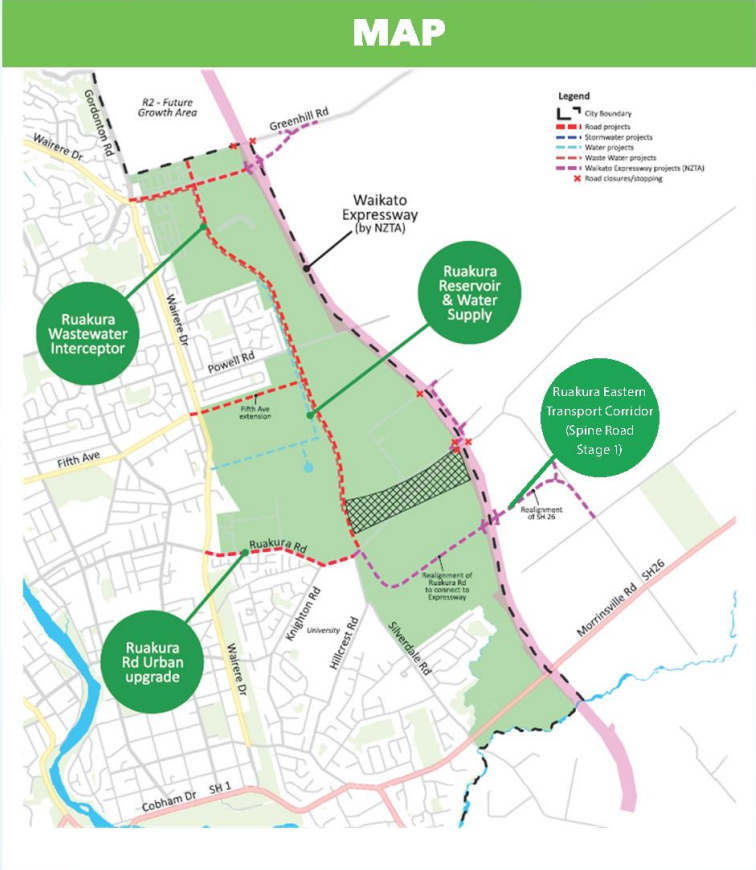 MAP
R2 - Future
Growth Area
Gordonton Rd
Greenhill Rd
Wairere Dr
Legend
City Boundary
Road projects
Stormwater projects
Water projects
Waste Water projects
Waikato Expressway projects (NZTA)
Road closures/stopping
Waikato
Expressway
(by NZTA)
Ruakura
Reservoir
& Water
Supply
Ruakura
Wastewater
Interceptor
Wairere Dr
Powell Rd
Ruakura Eastern
Transport Corridor
(Spine Road
Stage 1)
Fifth Ave
extension
Fifth Ave
Realignment
of SH 26
Ruakura Rd
Realignment of
Ruakura Rd
to connect to
Expressway
Morrinsville Rd SH26
Knighton Rd
University
Hillcrest Rd
Silverdale Rd
Ruakura
Rd Urban
upgrade
Wairere Dr
Cobham Dr SH 1